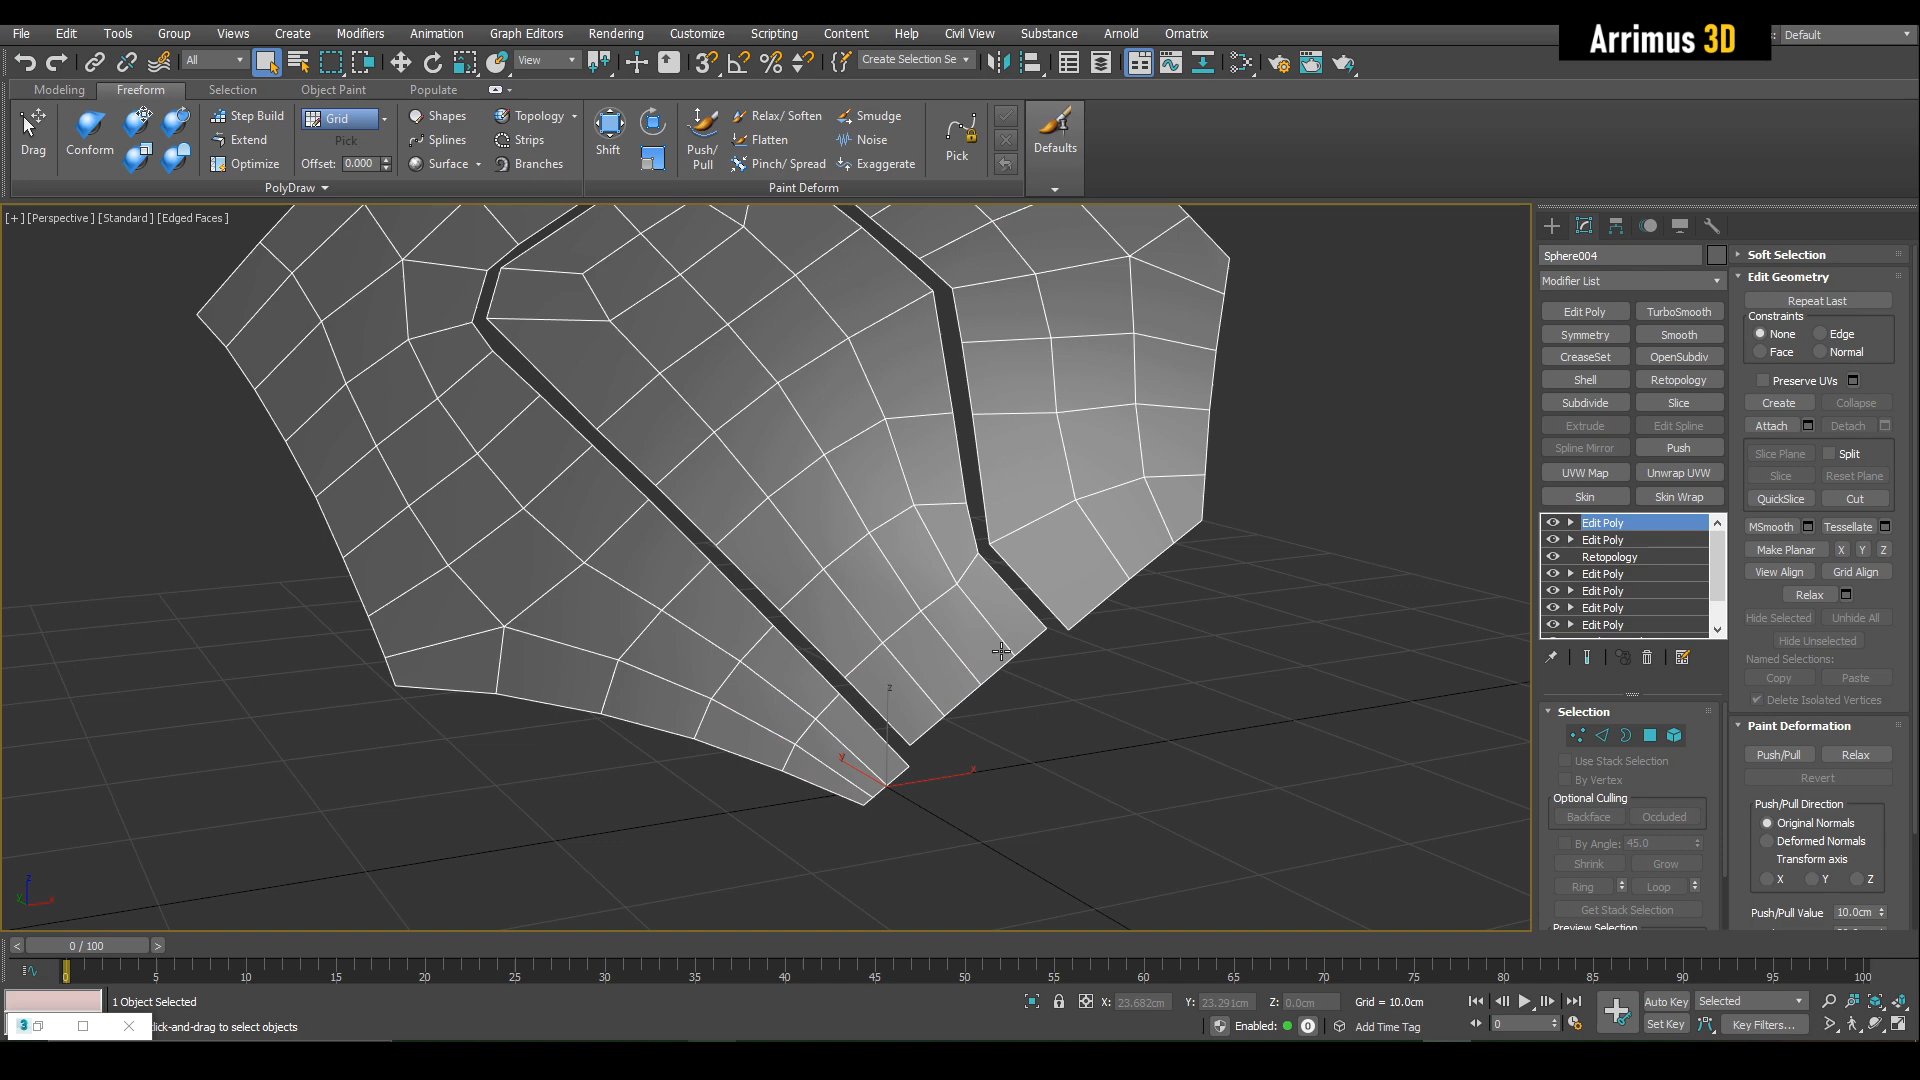 File Edit Tools Group Views Create Modifiers Animation Graph Editors Rendering Customize Scripting Content Help Civil View Substance Arnold Ornatrix
Arrimus 3D
: Default
All
View
Create Selection Se
Modeling Freeform Selection Object Paint Populate
Drag
Conform
Step Build
Extend
Optimize
Grid
Pick
Offset: 0.000
Shapes
Splines
Surface
Topology
Strips
Branches
Shift
Push/
Pull
Relax/ Soften
Flatten
Pinch/ Spread
Smudge
Noise
Exaggerate
Pick
Defaults
PolyDraw
Paint Deform
[+] [Perspective] [Standard] [Edged Faces]
z
y
x
z
y
x
Sphere004
Modifier List
Edit Poly TurboSmooth
Symmetry Smooth
CreaseSet OpenSubdiv
Shell Retopology
Subdivide Slice
Extrude Edit Spline
Spline Mirror Push
UVW Map Unwrap UVW
Skin Skin Wrap
Edit Poly
Edit Poly
Retopology
Edit Poly
Edit Poly
Edit Poly
Edit Poly
Selection
Use Stack Selection
By Vertex
Optional Culling
Backface Occluded
By Angle: 45.0
Shrink Grow
Ring Loop
Get Stack Selection
Preview Selection
Soft Selection
Edit Geometry
Repeat Last
Constraints
None Edge
Face Normal
Preserve UVs
Create Collapse
Attach Detach
Slice Plane Split
Slice Reset Plane
QuickSlice Cut
MSmooth Tessellate
Make Planar X Y Z
View Align Grid Align
Relax
Hide Selected Unhide All
Hide Unselected
Named Selections:
Copy Paste
Delete Isolated Vertices
Paint Deformation
Push/Pull Relax
Revert
Push/Pull Direction
Original Normals
Deformed Normals
Transform axis
X Y Z
Push/Pull Value 10.0cm
< 0 / 100 >
0 5 10 15 20 25 30 35 40 45 50 55 60 65 70 75 80 85 90 95 100
1 Object Selected
X: 23.682cm Y: 23.291cm Z: 0.0cm Grid = 10.0cm
Auto Key Selected
3
click-and-drag to select objects
Enabled: 0 Add Time Tag
0
Set Key Key Filters...